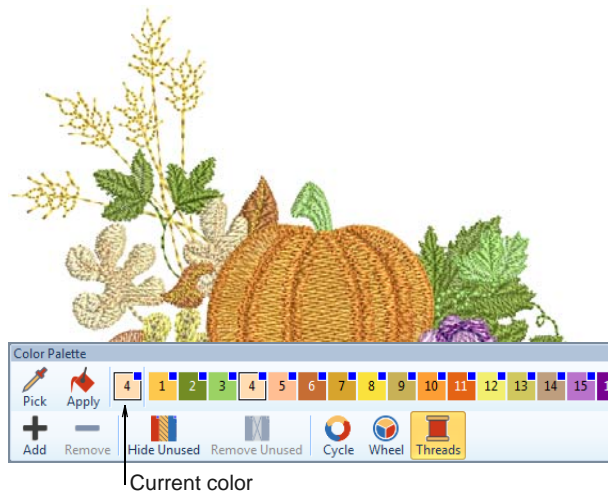 Color Palette
Pick Apply 4 1 2 3 4 5 6 7 8 9 10 11 12 13 14 15
Add Remove Hide Unused Remove Unused Cycle Wheel Threads
Current color